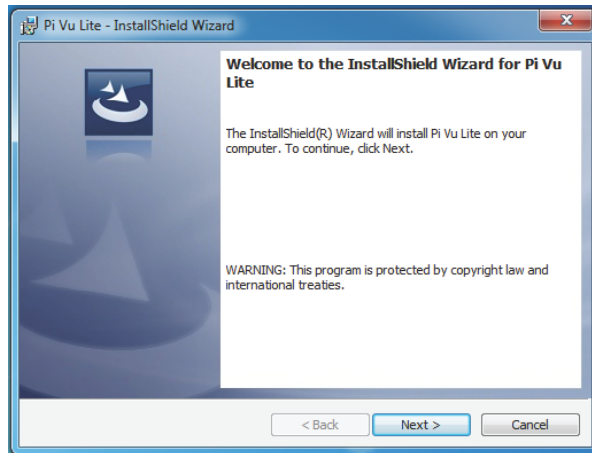 Pi Vu Lite - InstallShield Wizard
Welcome to the InstallShield Wizard for Pi Vu
Lite
The InstallShield(R) Wizard will install Pi Vu Lite on your
computer. To continue, click Next.
WARNING: This program is protected by copyright law and
international treaties.
< Back Next > Cancel